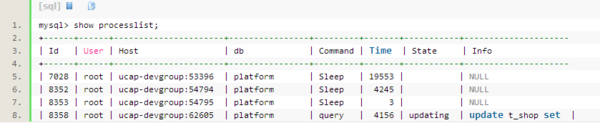 [sql]
1. mysql> show processlist;
2. +-------+------+-----------------------+----------+---------+-------+----------+--------------------
3. | Id | User | Host | db | Command | Time | State | Info
4. +-------+------+-----------------------+----------+---------+-------+----------+--------------------
5. | 7028 | root | ucap-devgroup:53396 | platform | Sleep | 19553 | | NULL
6. | 8352 | root | ucap-devgroup:54794 | platform | Sleep | 4245 | | NULL
7. | 8353 | root | ucap-devgroup:54795 | platform | Sleep | 3 | | NULL
8. | 8358 | root | ucap-devgroup:62605 | platform | query | 4156 | updating | update t_shop set |